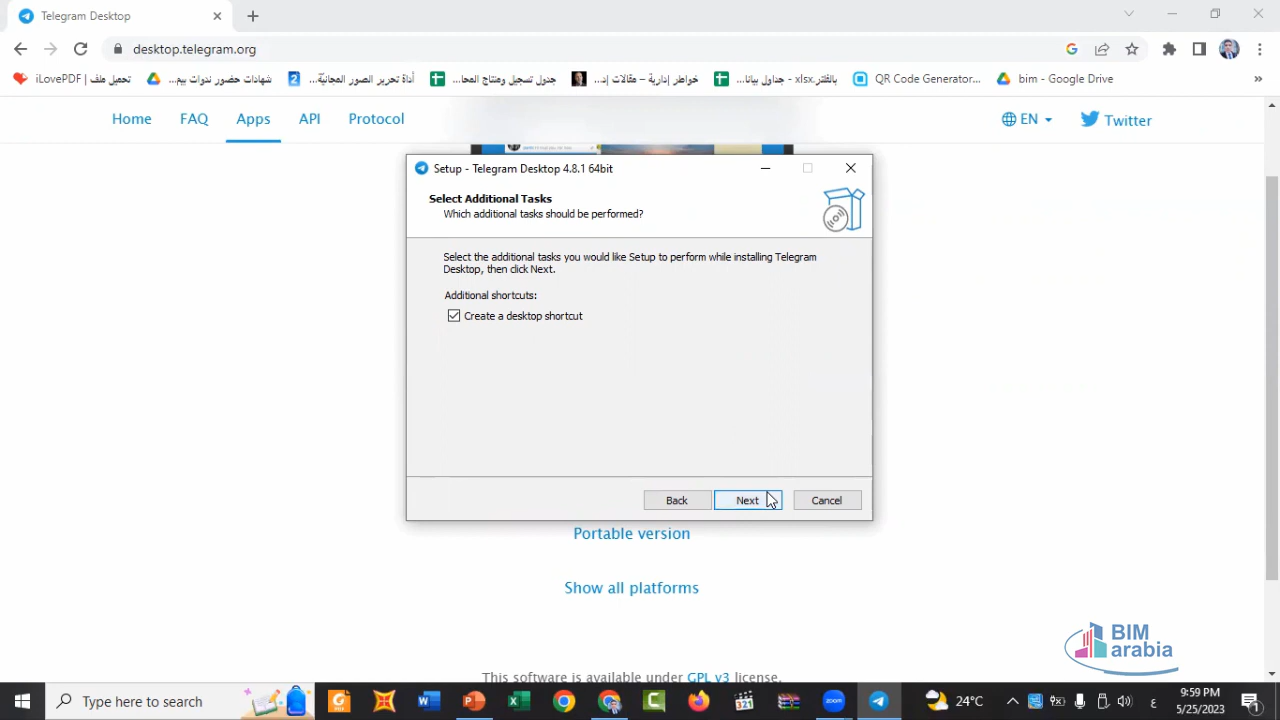 Telegram Desktop
desktop.telegram.org
iLovePDF | تحميل ملف
شهادات حضور ندوات بيم...
أداة تحرير الصور المجانيّة...
جدول تسجيل ومنتاج المحا...
خواطر إدارية – مقالات إد...
بالفلتر.xlsx - جداول بيانا...
QR Code Generator...
bim - Google Drive
»
Home
FAQ
Apps
API
Protocol
EN
Twitter
Setup - Telegram Desktop 4.8.1 64bit
Select Additional Tasks
Which additional tasks should be performed?
Select the additional tasks you would like Setup to perform while installing Telegram
Desktop, then click Next.
Additional shortcuts:
Create a desktop shortcut
Back
Next
Cancel
Portable version
Show all platforms
This software is available under GPL v3 license.
BIM
arabia
Type here to search
zoom
321
24°C
ع
9:59 PM
5/25/2023
1